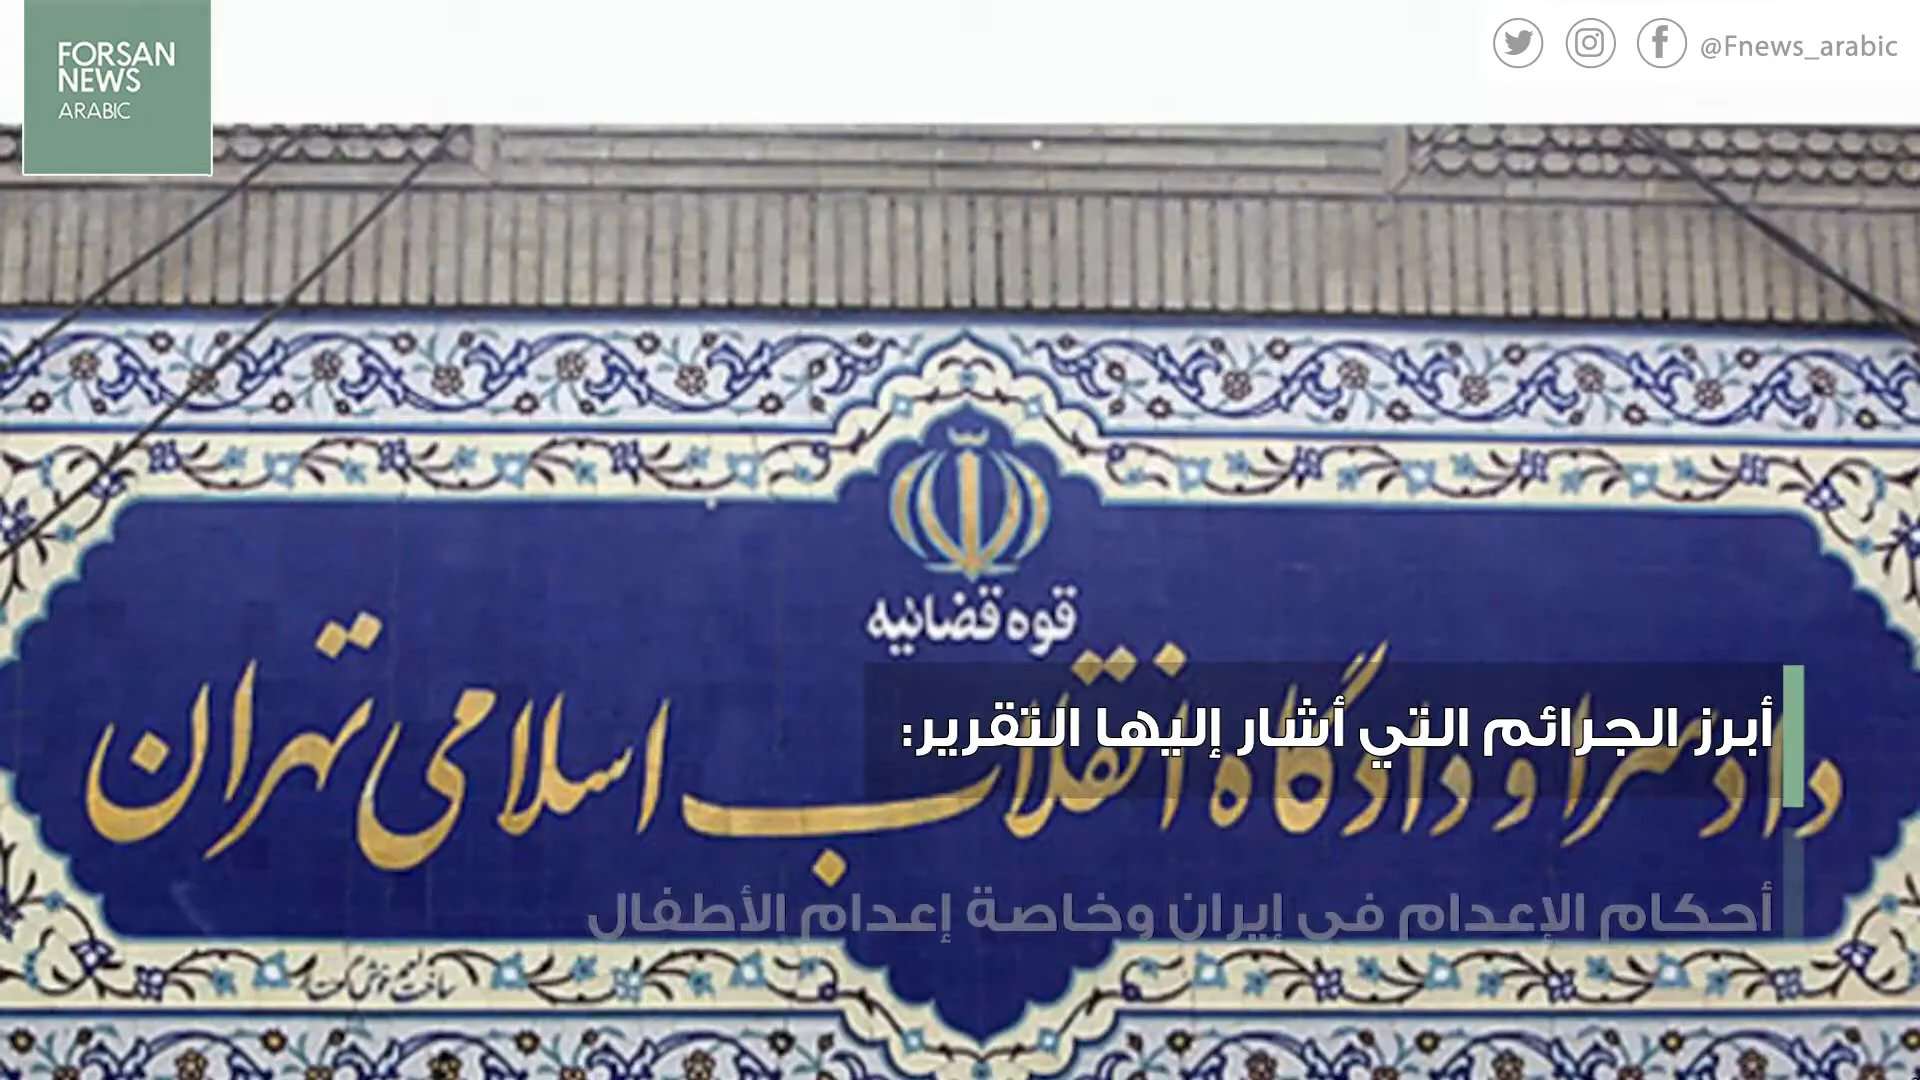 FORSAN
NEWS
ARABIC
@Fnews_arabic
قوه قضائیه
دادسرا و دادگاه انقلاب اسلامی تهران
أبرز الجرائم التي أشار إليها التقرير:
أحكام الإعدام في إيران وخاصة إعدام الأطفال